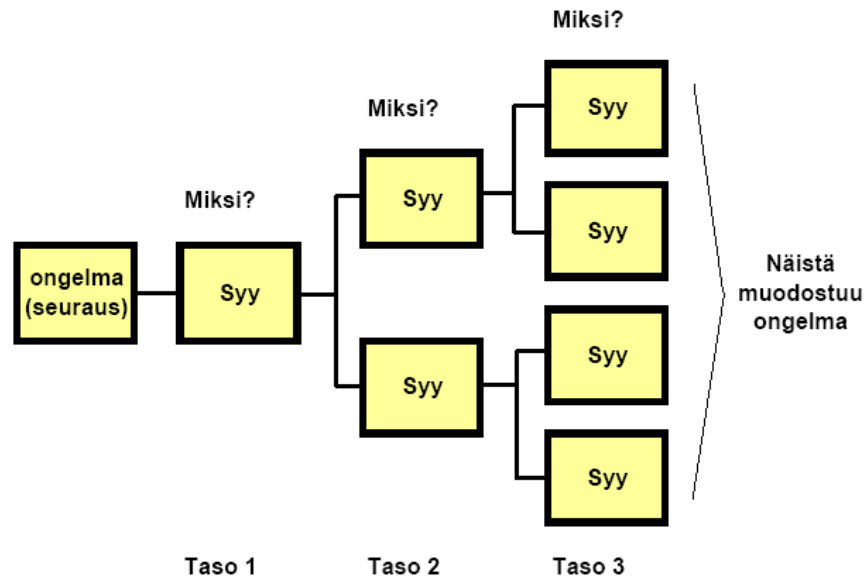 Miksi?
Syy
Miksi?
Syy
Miksi?
Syy
ongelma
(seuraus)
Syy
Näistä
muodostuu
ongelma
Syy
Syy
Syy
Taso 1
Taso 2
Taso 3